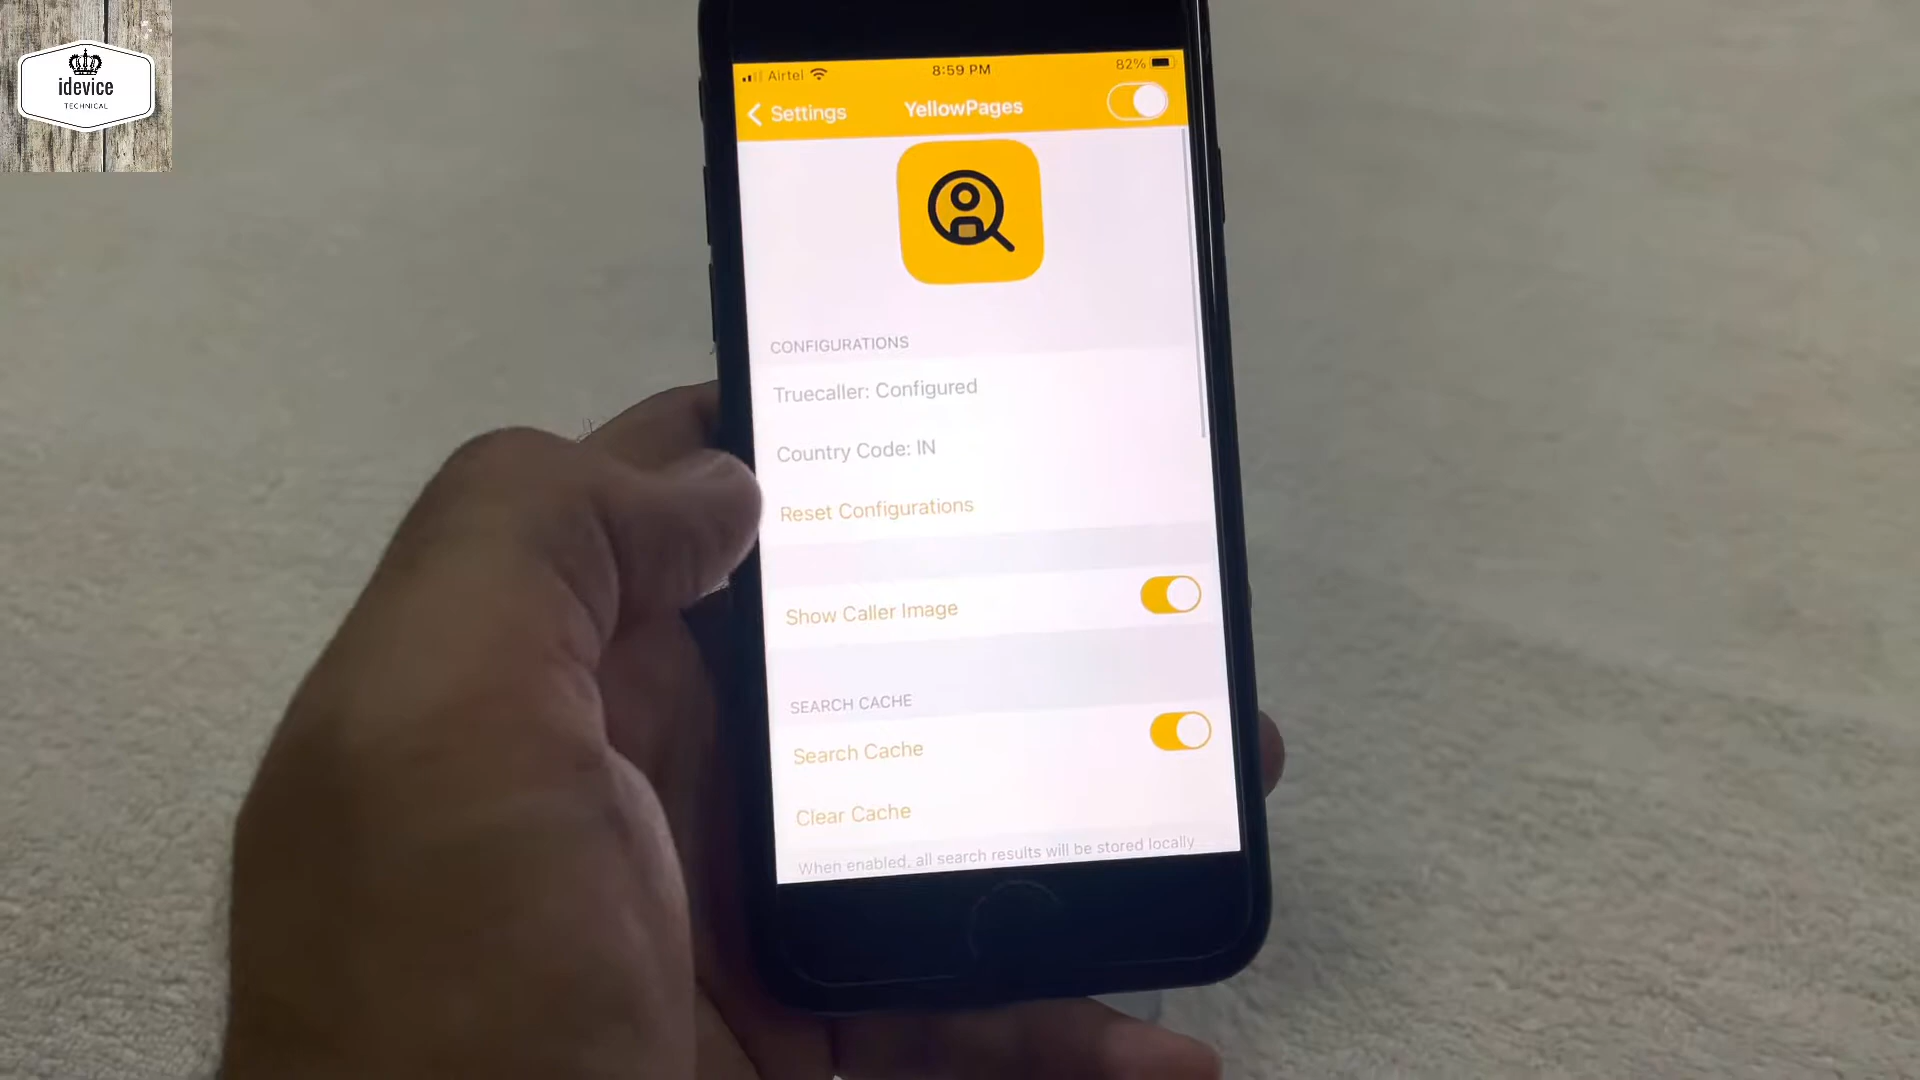 idevice
TECHNICAL
Airtel 8:59 PM 82%
Settings YellowPages
CONFIGURATIONS
Truecaller: Configured
Country Code: IN
Reset Configurations
Show Caller Image
SEARCH CACHE
Search Cache
Clear Cache
When enabled, all search results will be stored locally